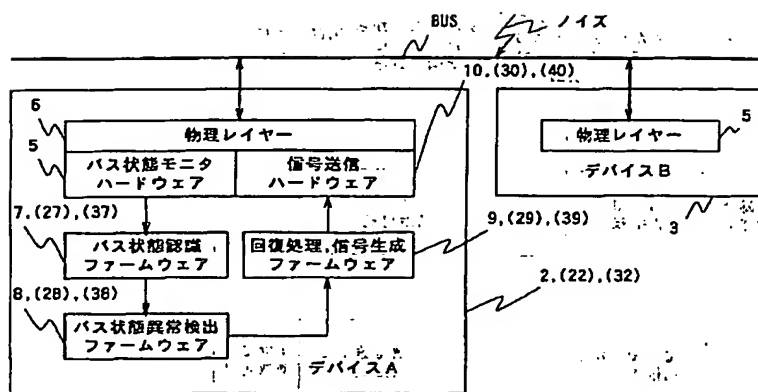 BUS
ノイズ
10,(30),(40)
6
物理レイヤー
5
バス状態モニタ
ハードウェア
信号送信
ハードウェア
物理レイヤー
5
デバイスB
3
7,(27),(37)
バス状態認識
ファームウェア
回復処理,信号生成
ファームウェア
9,(29),(39)
2,(22),(32)
8,(28),(38)
バス状態異常検出
ファームウェア
デバイスA